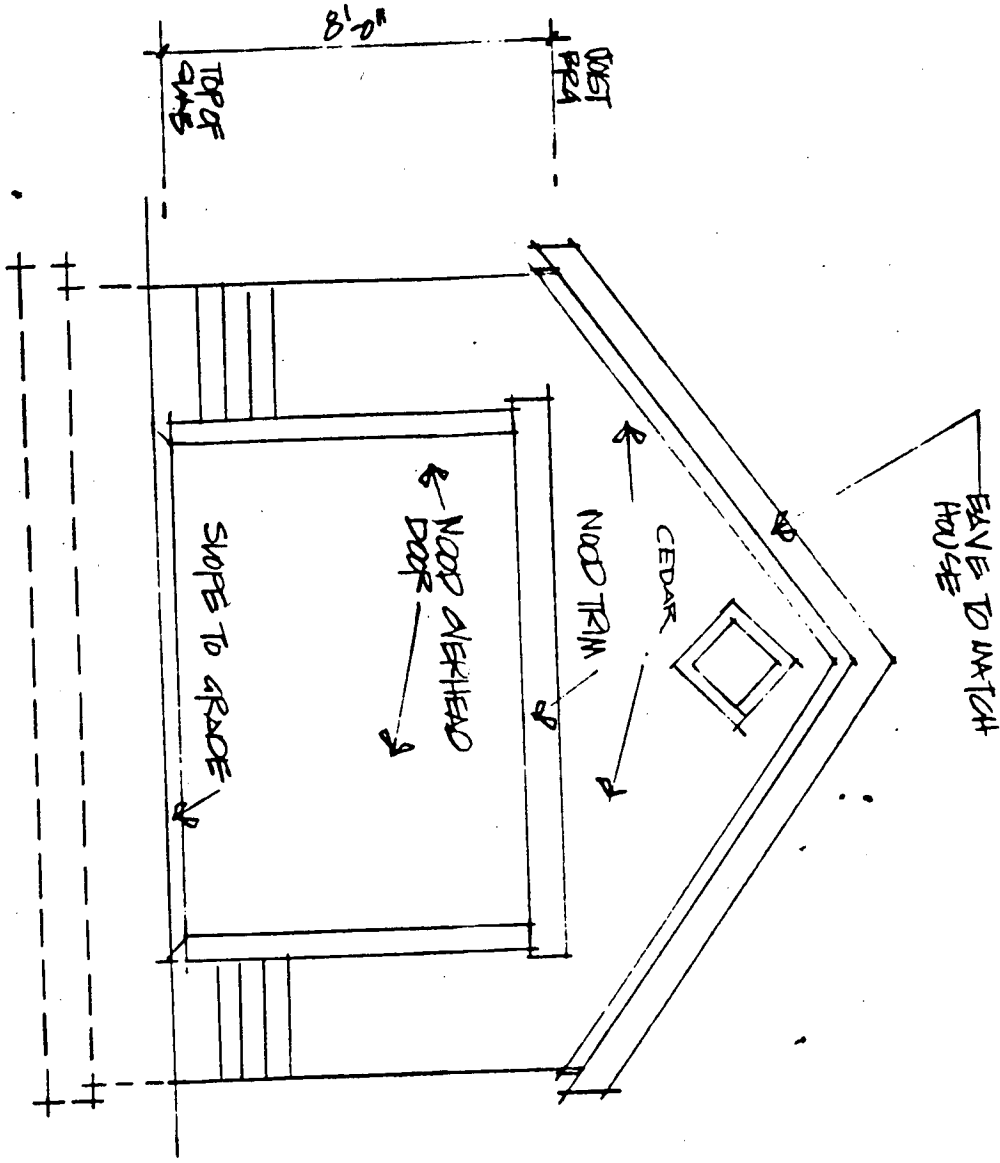 EAVE TO MATCH
HOUSE
8'-0"
JOIST
BRG
CEDAR
WOOD TRIM
WOOD OVERHEAD
DOOR
TOP OF
SLAB
SLOPE TO GRADE